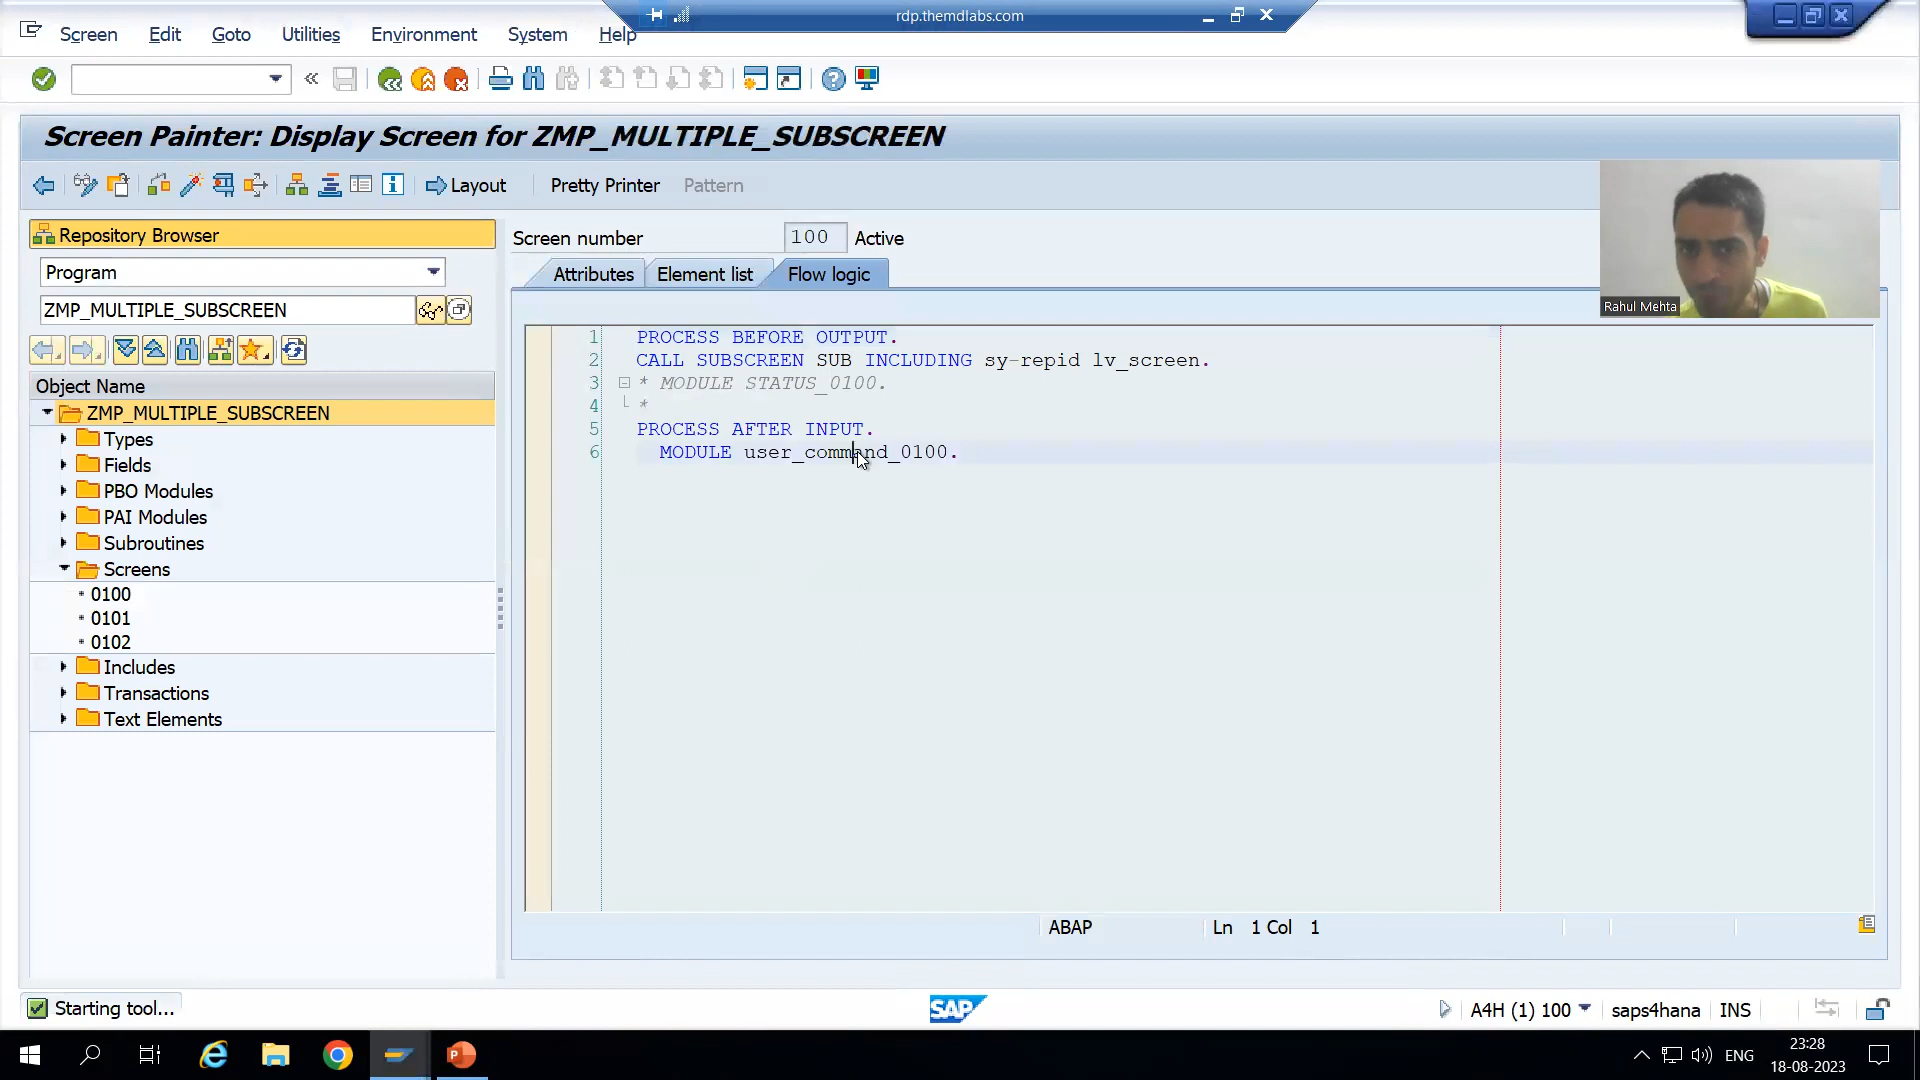 rdp.themdlabs.com
Screen Edit Goto Utilities Environment System Help
Screen Painter: Display Screen for ZMP_MULTIPLE_SUBSCREEN
Layout Pretty Printer Pattern
Repository Browser
Program
ZMP_MULTIPLE_SUBSCREEN
Object Name
ZMP_MULTIPLE_SUBSCREEN
Types
Fields
PBO Modules
PAI Modules
Subroutines
Screens
0100
0101
0102
Includes
Transactions
Text Elements
Screen number 100 Active
Attributes Element list Flow logic
1 PROCESS BEFORE OUTPUT.
2 CALL SUBSCREEN SUB INCLUDING sy-repid lv_screen.
3 * MODULE STATUS_0100.
4 *
5 PROCESS AFTER INPUT.
6 MODULE user_command_0100.
ABAP Ln 1 Col 1
Rahul Mehta
Starting tool...
SAP
A4H (1) 100 saps4hana INS
ENG
23:28
18-08-2023